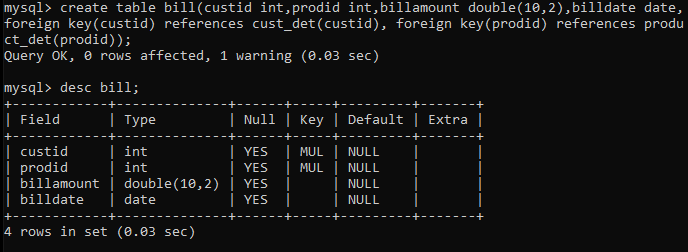 mysql> create table bill(custid int,prodid int,billamount double(10,2),billdate date,
foreign key(custid) references cust_det(custid), foreign key(prodid) references produ
ct_det(prodid));
Query OK, 0 rows affected, 1 warning (0.03 sec)
mysql> desc bill;
+------------+--------------+------+-----+---------+-------+
| Field      | Type         | Null | Key | Default | Extra |
+------------+--------------+------+-----+---------+-------+
| custid     | int          | YES  | MUL | NULL    |       |
| prodid     | int          | YES  | MUL | NULL    |       |
| billamount | double(10,2) | YES  |     | NULL    |       |
| billdate   | date         | YES  |     | NULL    |       |
+------------+--------------+------+-----+---------+-------+
4 rows in set (0.03 sec)